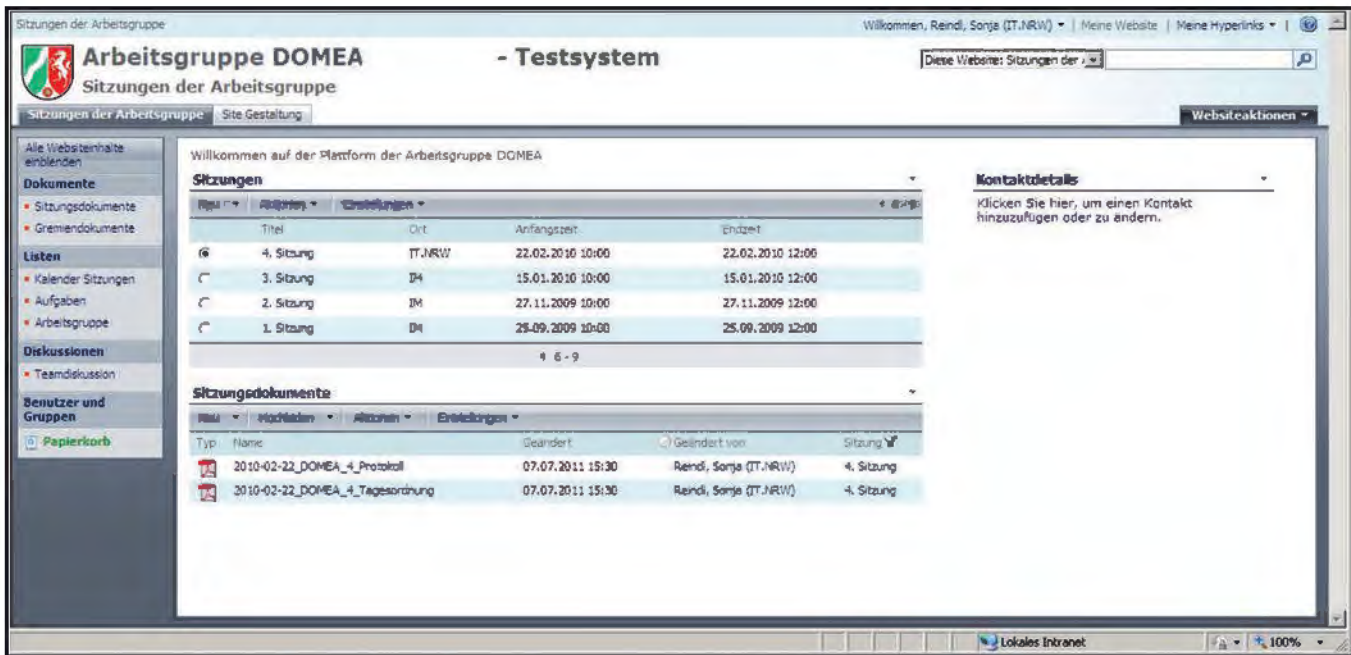 Sitzungen der Arbeitsgruppe
Willkommen, Reindl, Sonja (IT.NRW) | Meine Website | Meine Hyperlinks |
Arbeitsgruppe DOMEA - Testsystem
Sitzungen der Arbeitsgruppe
Diese Website: Sitzungen der
Sitzungen der Arbeitsgruppe Site Gestaltung
Websiteaktionen
Alle Websiteinhalte
einblenden
Dokumente
Sitzungsdokumente
Gremiendokumente
Listen
Kalender Sitzungen
Aufgaben
Arbeitsgruppe
Diskussionen
Teamdiskussion
Benutzer und
Gruppen
Papierkorb
Willkommen auf der Plattform der Arbeitsgruppe DOMEA
Sitzungen
Neu Aktionen Einstellungen
Titel Ort Anfangszeit Endzeit
4. Sitzung IT.NRW 22.02.2010 10:00 22.02.2010 12:00
3. Sitzung IM 15.01.2010 10:00 15.01.2010 12:00
2. Sitzung IM 27.11.2009 10:00 27.11.2009 12:00
1. Sitzung IM 25.09.2009 10:00 25.09.2009 12:00
6 - 9
Sitzungsdokumente
Neu Hochladen Aktionen Einstellungen
Typ Name Geändert Geändert von Sitzung
2010-02-22_DOMEA_4_Protokoll 07.07.2011 15:30 Reindl, Sonja (IT.NRW) 4. Sitzung
2010-02-22_DOMEA_4_Tagesordnung 07.07.2011 15:30 Reindl, Sonja (IT.NRW) 4. Sitzung
Kontaktdetails
Klicken Sie hier, um einen Kontakt
hinzuzufügen oder zu ändern.
Lokales Intranet
100%